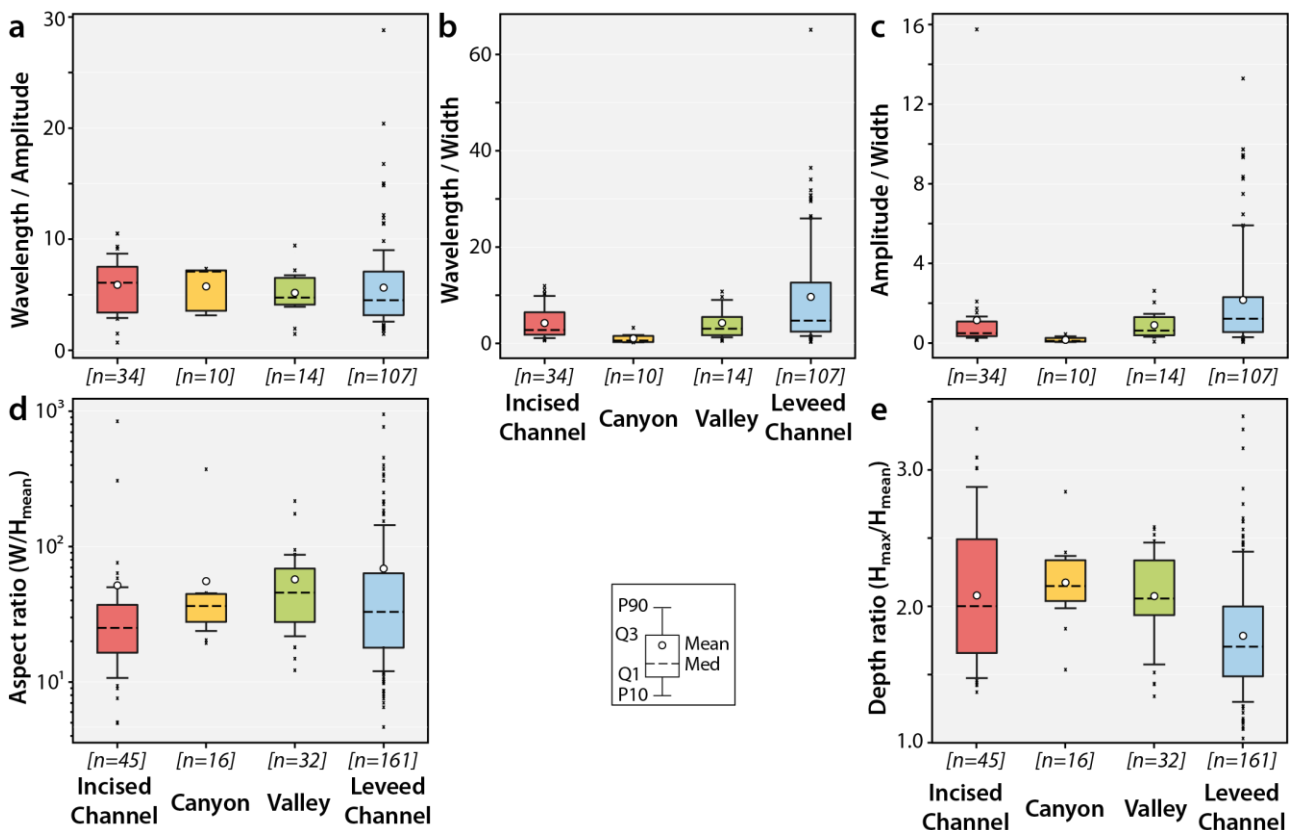 a
Wavelength / Amplitude
30
20
10
0
[n=34]
[n=10]
[n=14]
[n=107]
b
Wavelength / Width
60
40
20
0
[n=34]
[n=10]
[n=14]
[n=107]
Incised
Channel
Canyon
Valley
Leveed
Channel
c
Amplitude / Width
16
12
8
4
0
[n=34]
[n=10]
[n=14]
[n=107]
d
Aspect ratio (W/Hmean)
10³
10²
10¹
[n=45]
[n=16]
[n=32]
[n=161]
Incised
Channel
Canyon
Valley
Leveed
Channel
P90
Q3
Mean
Med
Q1
P10
e
Depth ratio (Hmax/Hmean)
3.0
2.0
1.0
[n=45]
[n=16]
[n=32]
[n=161]
Incised
Channel
Canyon
Valley
Leveed
Channel